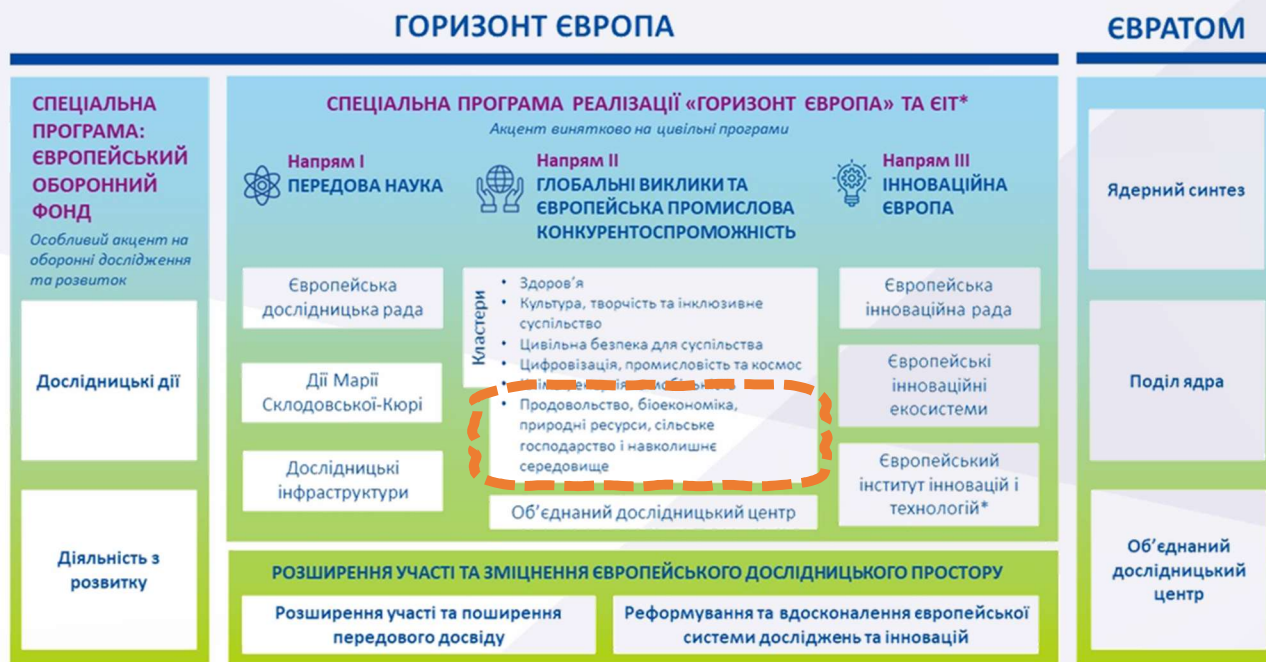 ГОРИЗОНТ ЄВРОПА
ЄВРАТОМ
СПЕЦІАЛЬНА
ПРОГРАМА:
ЄВРОПЕЙСЬКИЙ
ОБОРОННИЙ
ФОНД
Особливий акцент на
оборонні дослідження
та розвиток
Дослідницькі дії
Діяльність з
розвитку
СПЕЦІАЛЬНА ПРОГРАМА РЕАЛІЗАЦІЇ «ГОРИЗОНТ ЄВРОПА» ТА ЄІТ*
Акцент винятково на цивільні програми
Напрям I
ПЕРЕДОВА НАУКА
Європейська
дослідницька рада
Дії Марії
Склодовської-Кюрі
Дослідницькі
інфраструктури
Напрям II
ГЛОБАЛЬНІ ВИКЛИКИ ТА
ЄВРОПЕЙСЬКА ПРОМИСЛОВА
КОНКУРЕНТОСПРОМОЖНІСТЬ
Кластери
• Здоров’я
• Культура, творчість та інклюзивне
суспільство
• Цивільна безпека для суспільства
• Цифровізація, промисловість та космос
• Продовольство, біоекономіка,
природні ресурси, сільське
господарство і навколишнє
середовище
Об’єднаний дослідницький центр
Напрям III
ІННОВАЦІЙНА
ЄВРОПА
Європейська
інноваційна рада
Європейські
інноваційні
екосистеми
Європейський
інститут інновацій і
технологій*
РОЗШИРЕННЯ УЧАСТІ ТА ЗМІЦНЕННЯ ЄВРОПЕЙСЬКОГО ДОСЛІДНИЦЬКОГО ПРОСТОРУ
Розширення участі та поширення
передового досвіду
Реформування та вдосконалення європейської
системи досліджень та інновацій
Ядерний синтез
Поділ ядра
Об’єднаний
дослідницький
центр